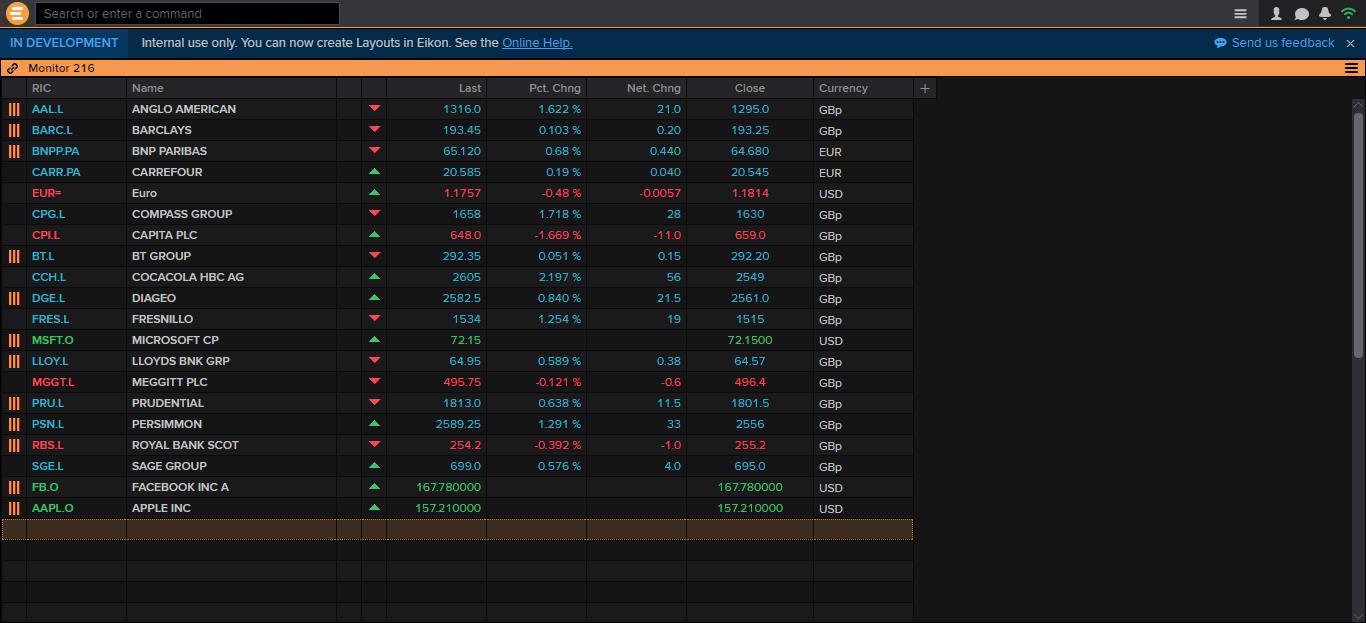 Search or enter a command
IN DEVELOPMENT Internal use only. You can now create Layouts in Eikon. See the Online Help. Send us feedback
Monitor 216
RIC Name Last Pct. Chng Net. Chng Close Currency
AAL.L ANGLO AMERICAN 1316.0 1.622 % 21.0 1295.0 GBp
BARC.L BARCLAYS 193.45 0.103 % 0.20 193.25 GBp
BNPP.PA BNP PARIBAS 65.120 0.68 % 0.440 64.680 EUR
CARR.PA CARREFOUR 20.585 0.19 % 0.040 20.545 EUR
EUR= Euro 1.1757 -0.48 % -0.0057 1.1814 USD
CPG.L COMPASS GROUP 1658 1.718 % 28 1630 GBp
CPI.L CAPITA PLC 648.0 -1.669 % -11.0 659.0 GBp
BT.L BT GROUP 292.35 0.051 % 0.15 292.20 GBp
CCH.L COCACOLA HBC AG 2605 2.197 % 56 2549 GBp
DGE.L DIAGEO 2582.5 0.840 % 21.5 2561.0 GBp
FRES.L FRESNILLO 1534 1.254 % 19 1515 GBp
MSFT.O MICROSOFT CP 72.15 72.1500 USD
LLOY.L LLOYDS BNK GRP 64.95 0.589 % 0.38 64.57 GBp
MGGT.L MEGGITT PLC 495.75 -0.121 % -0.6 496.4 GBp
PRU.L PRUDENTIAL 1813.0 0.638 % 11.5 1801.5 GBp
PSN.L PERSIMMON 2589.25 1.291 % 33 2556 GBp
RBS.L ROYAL BANK SCOT 254.2 -0.392 % -1.0 255.2 GBp
SGE.L SAGE GROUP 699.0 0.576 % 4.0 695.0 GBp
FB.O FACEBOOK INC A 167.780000 167.780000 USD
AAPL.O APPLE INC 157.210000 157.210000 USD